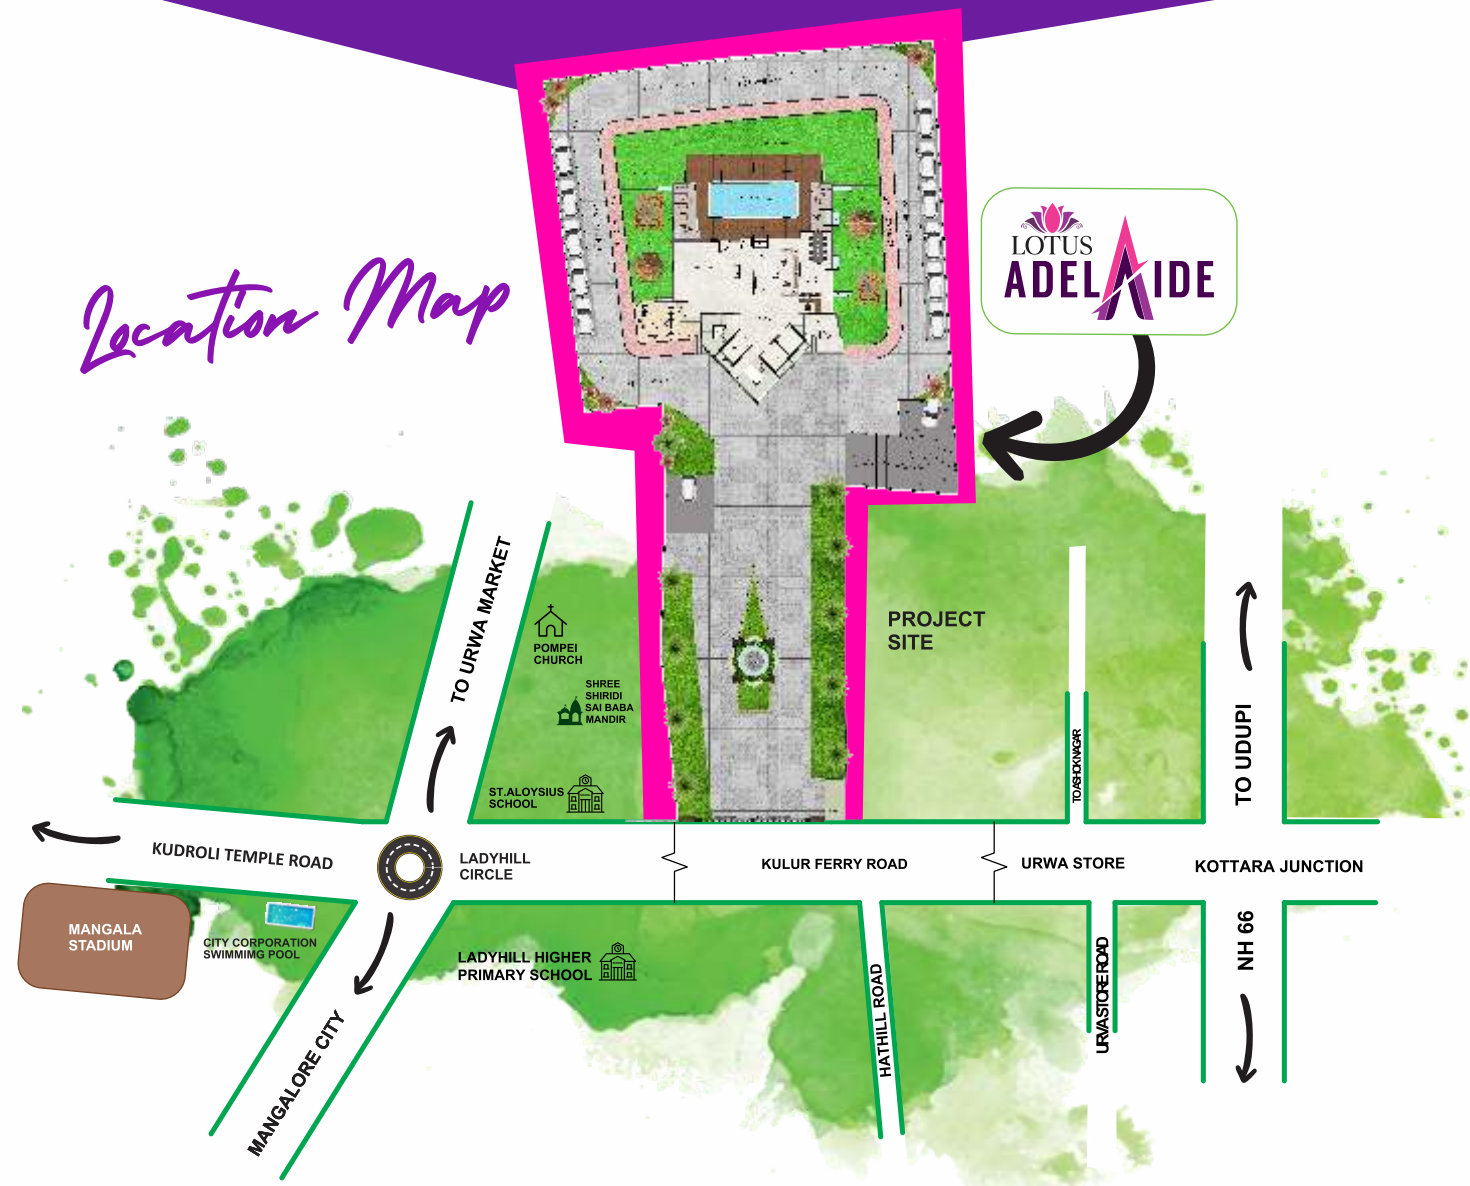 Location Map
LOTUS
ADELAIDE
TO URWA MARKET
POMPEI
CHURCH
SHREE
SHIRIDI
SAI BABA
MANDIR
ST.ALOYSIUS
SCHOOL
PROJECT
SITE
TO ASHOK NAGAR
TO UDUPI
KUDROLI TEMPLE ROAD
LADYHILL
CIRCLE
KULUR FERRY ROAD
URWA STORE
KOTTARA JUNCTION
MANGALA
STADIUM
CITY CORPORATION
SWIMMIMG POOL
LADYHILL HIGHER
PRIMARY SCHOOL
MANGALORE CITY
HATHILL ROAD
URVA STORE ROAD
NH 66